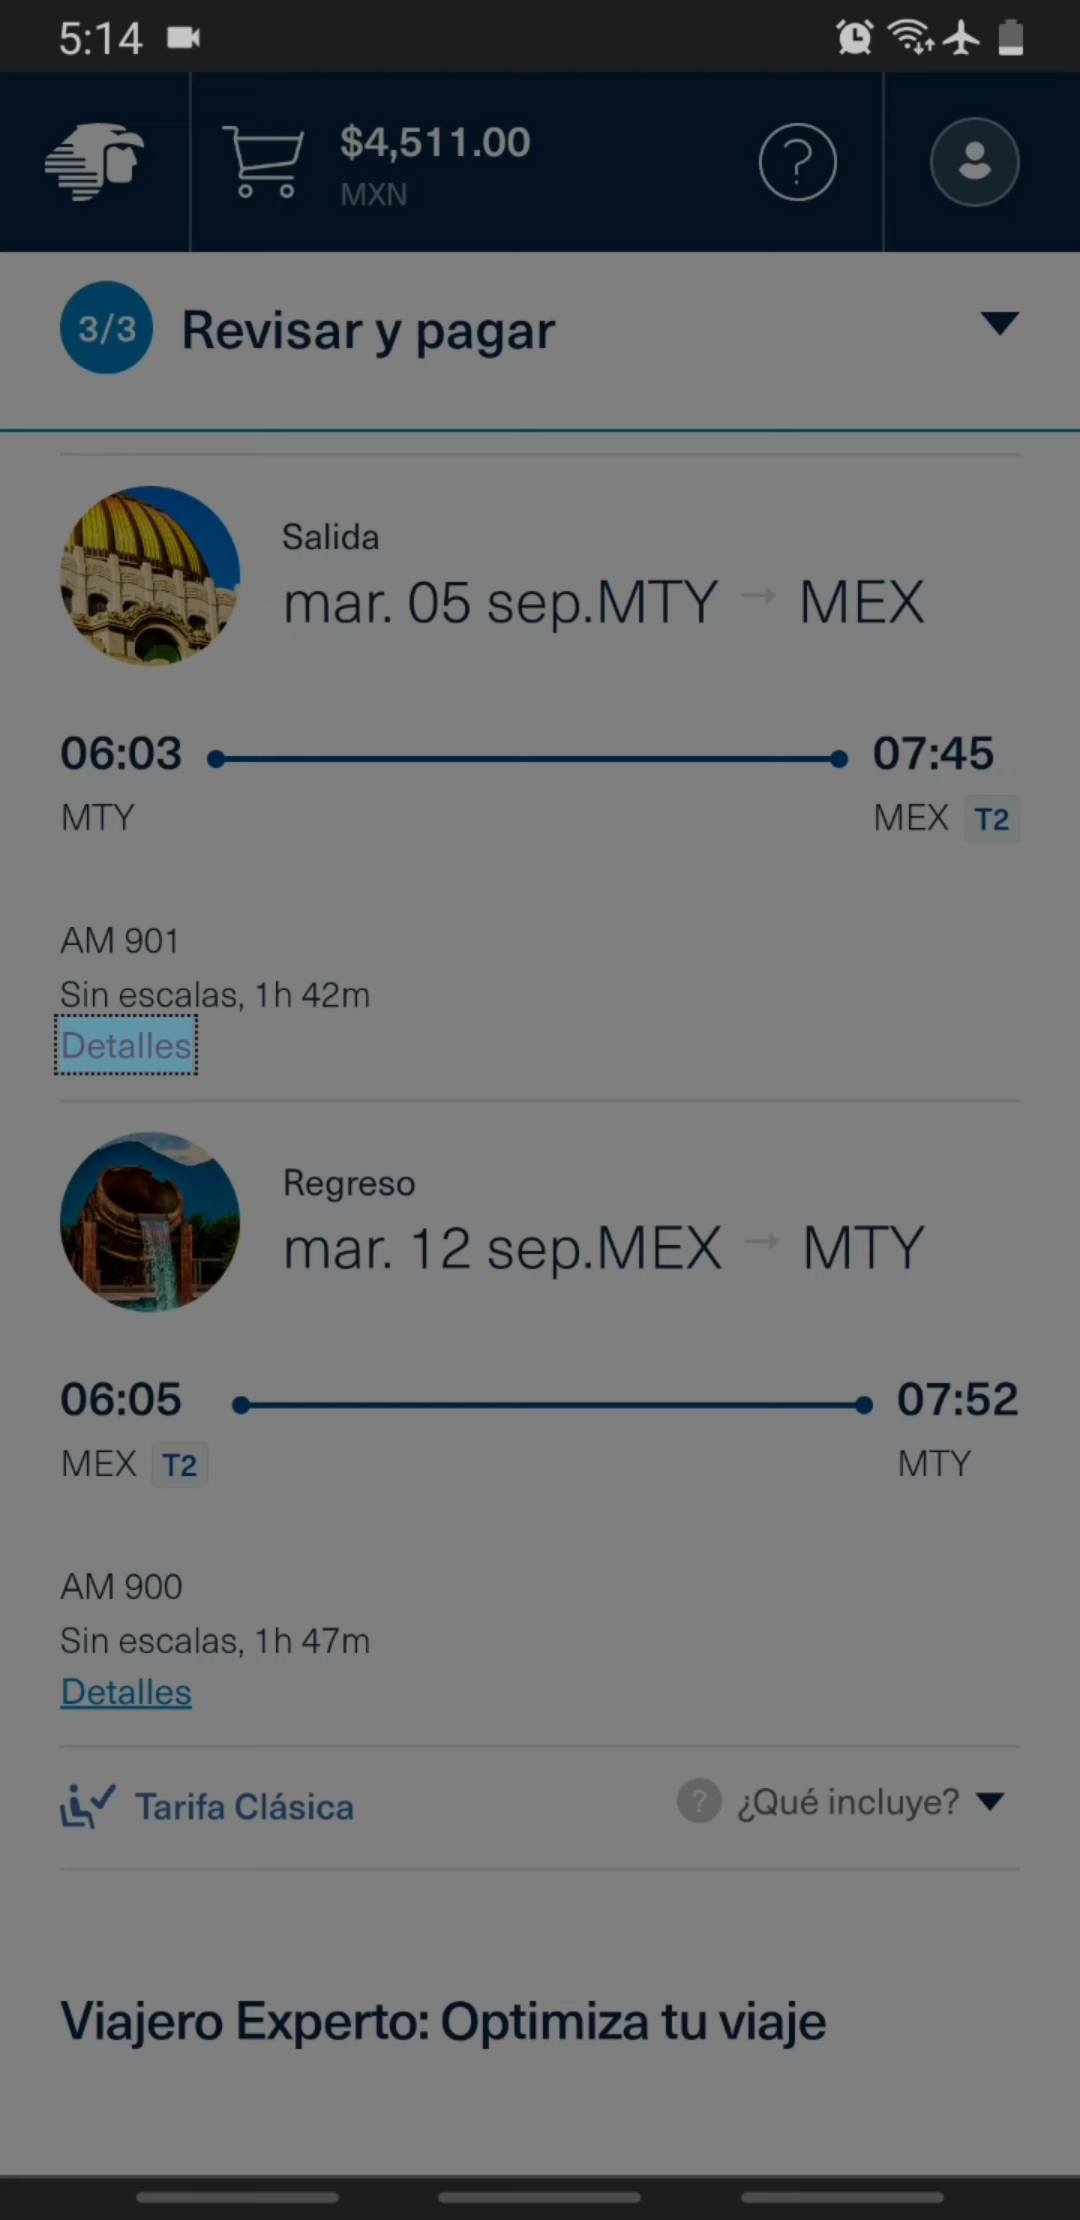 5:14
$4,511.00
MXN
?
3/3 Revisar y pagar
Salida
mar. 05 sep.MTY → MEX
06:03 07:45
MTY MEX T2
AM 901
Sin escalas, 1h 42m
Detalles
Regreso
mar. 12 sep.MEX → MTY
06:05 07:52
MEX T2 MTY
AM 900
Sin escalas, 1h 47m
Detalles
Tarifa Clásica ? ¿Qué incluye?
Viajero Experto: Optimiza tu viaje